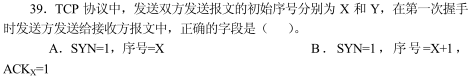 39．TCP 协议中，发送双方发送报文的初始序号分别为 X 和 Y，在第一次握手
时发送方发送给接收方报文中，正确的字段是（　　）。
A．SYN=1，序号=X　　B．SYN=1，序号=X+1，
ACKX=1